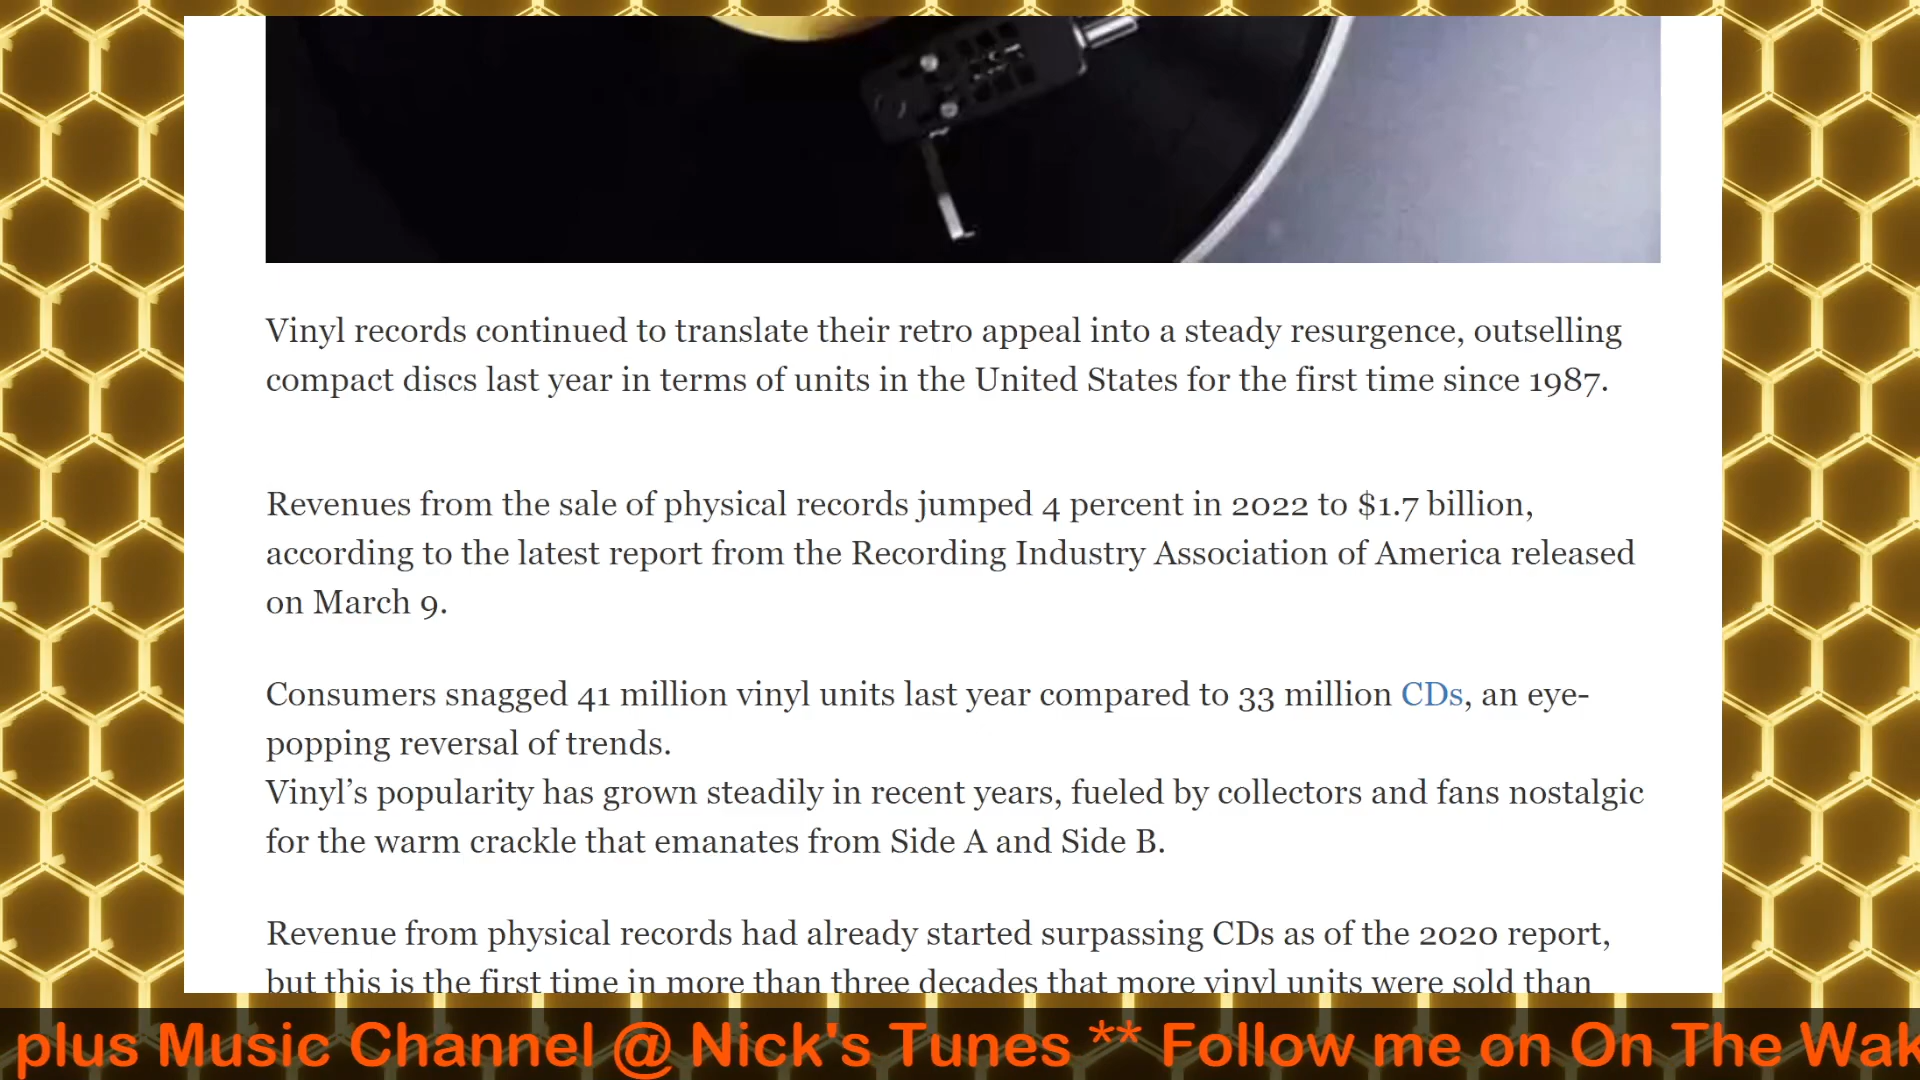 Vinyl records continued to translate their retro appeal into a steady resurgence, outselling
compact discs last year in terms of units in the United States for the first time since 1987.
Revenues from the sale of physical records jumped 4 percent in 2022 to $1.7 billion,
according to the latest report from the Recording Industry Association of America released
on March 9.
Consumers snagged 41 million vinyl units last year compared to 33 million CDs, an eye-
popping reversal of trends.
Vinyl’s popularity has grown steadily in recent years, fueled by collectors and fans nostalgic
for the warm crackle that emanates from Side A and Side B.
Revenue from physical records had already started surpassing CDs as of the 2020 report,
but this is the first time in more than three decades that more vinyl units were sold than
plus Music Channel @ Nick's Tunes ** Follow me on On The Wak